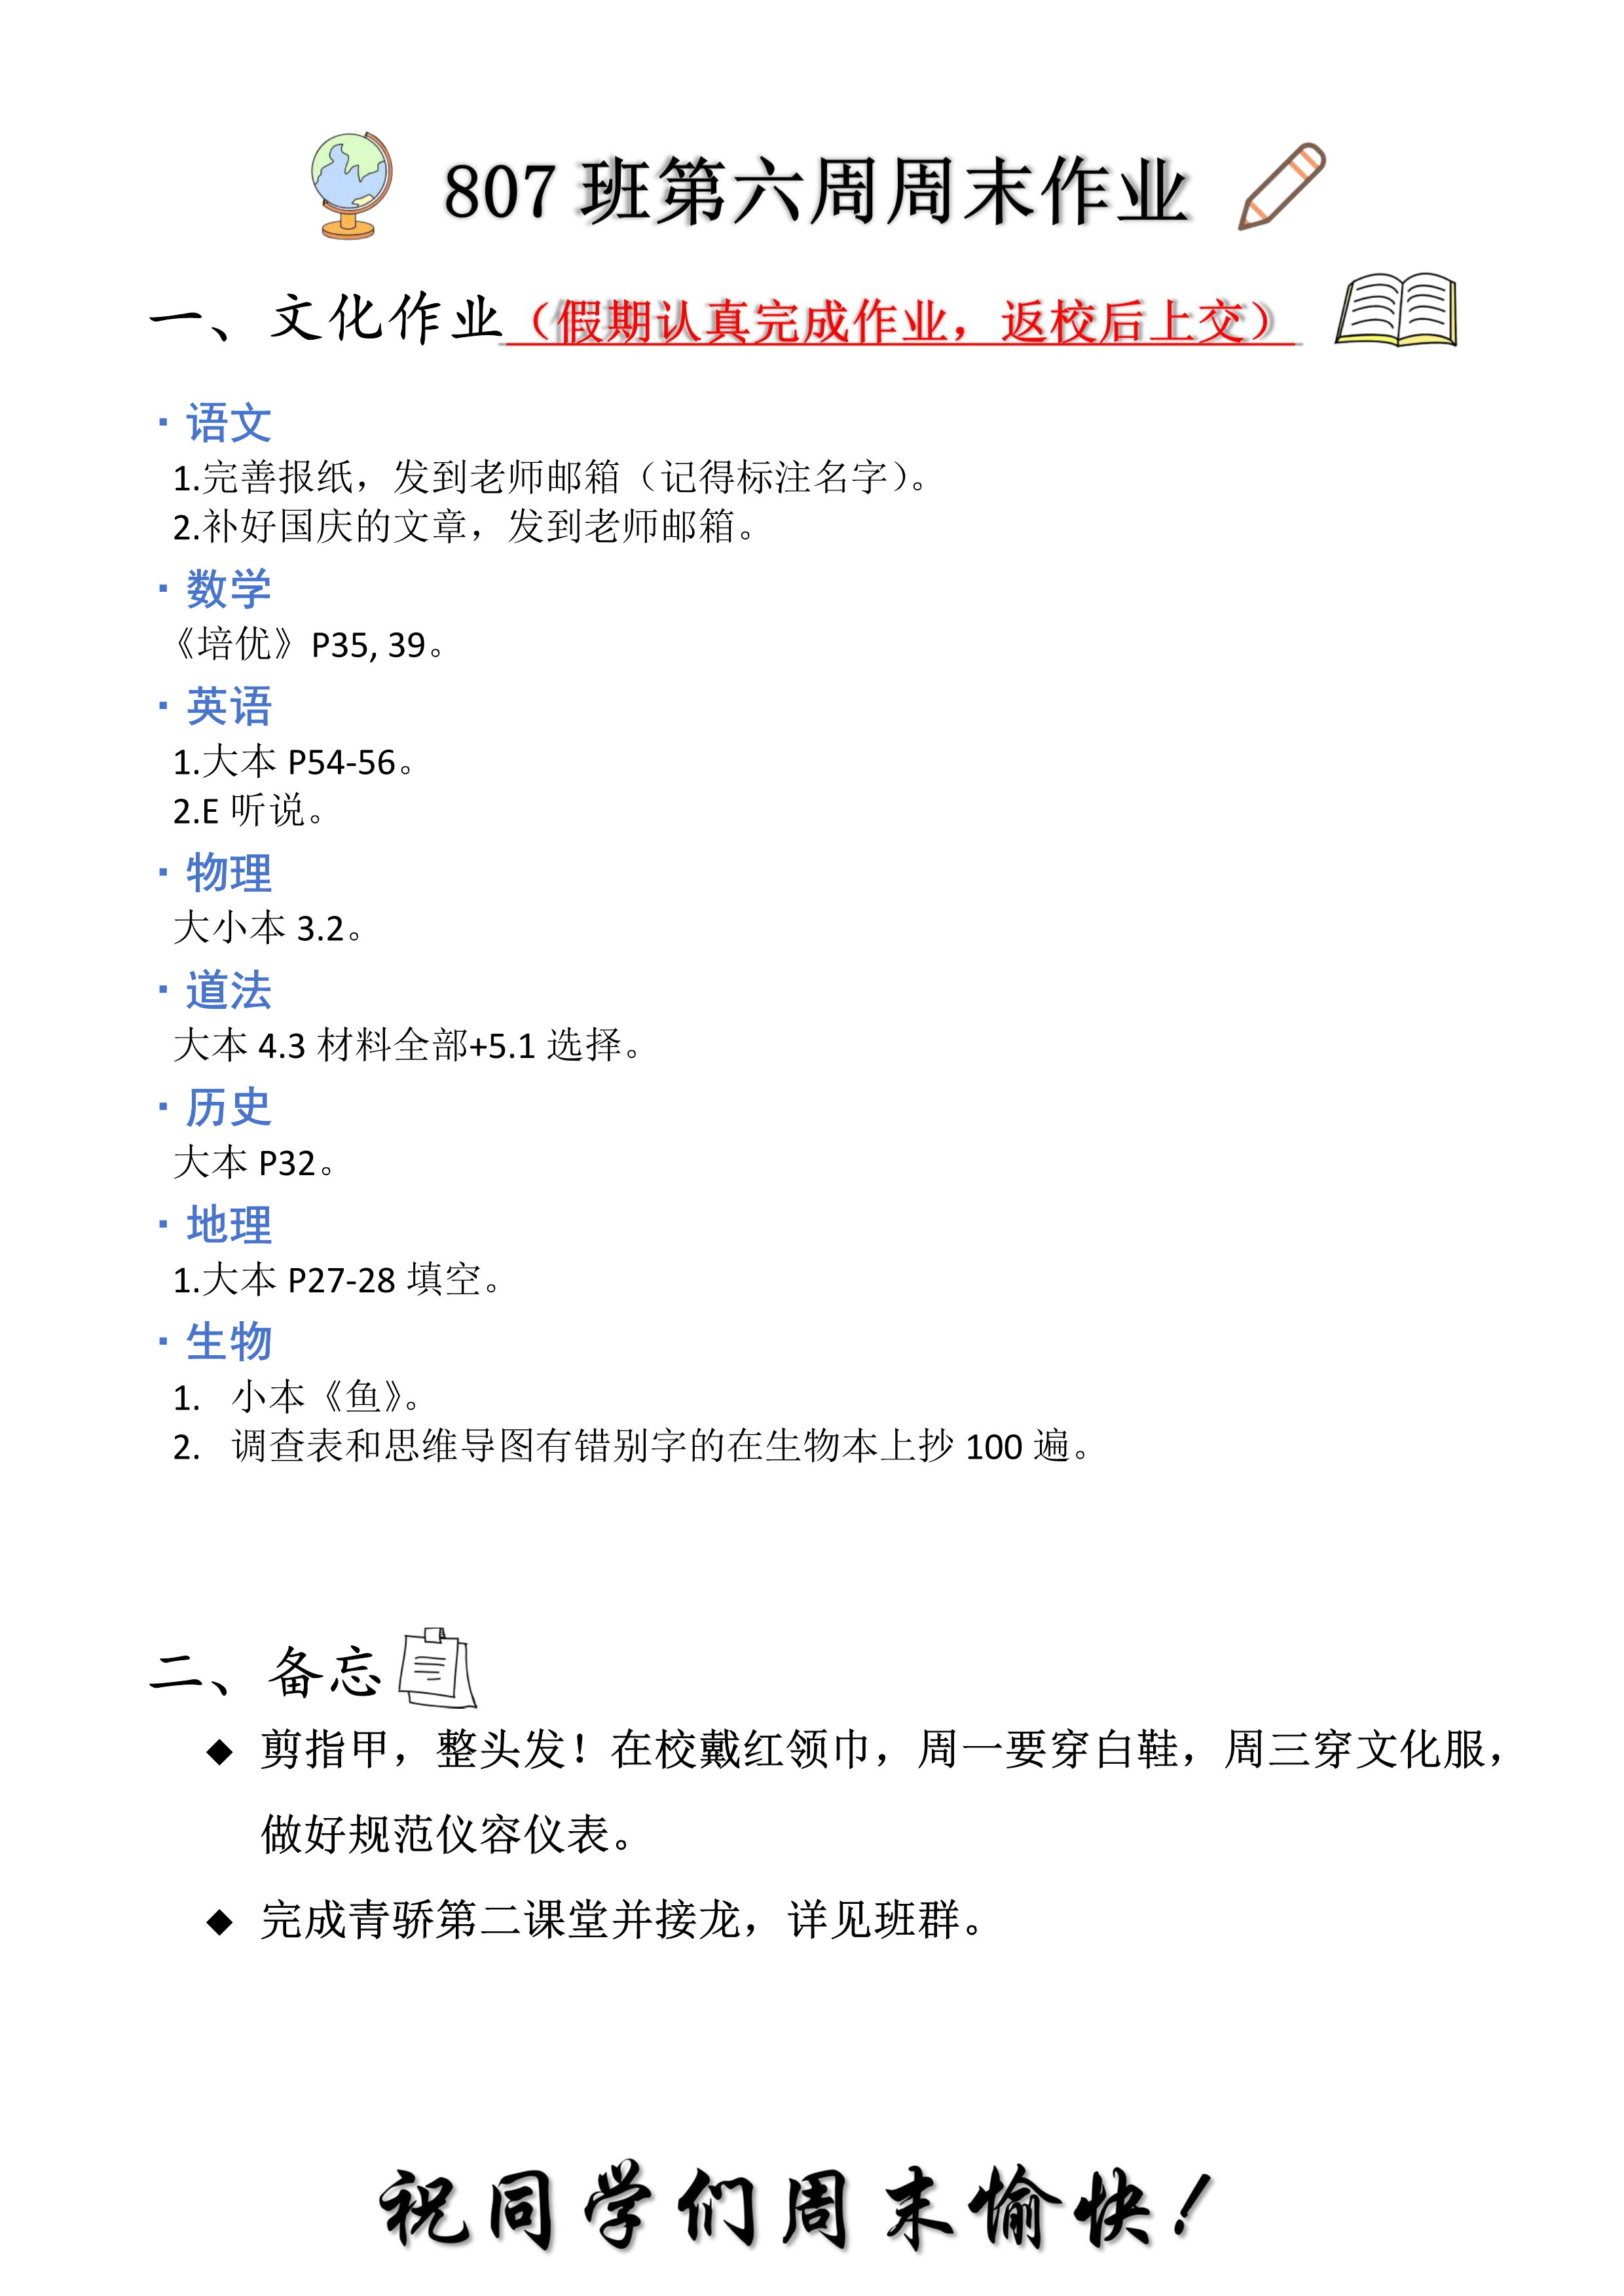 807 班第六周周末作业
一、文化作业（假期认真完成作业，返校后上交）
· 语文
1.完善报纸，发到老师邮箱（记得标注名字）。
2.补好国庆的文章，发到老师邮箱。
· 数学
《培优》P35, 39。
· 英语
1.大本 P54-56。
2.E 听说。
· 物理
大小本 3.2。
· 道法
大本 4.3 材料全部+5.1 选择。
· 历史
大本 P32。
· 地理
1.大本 P27-28 填空。
· 生物
1. 小本《鱼》。
2. 调查表和思维导图有错别字的在生物本上抄 100 遍。
二、备忘
◆ 剪指甲，整头发！在校戴红领巾，周一要穿白鞋，周三穿文化服，
做好规范仪容仪表。
◆ 完成青骄第二课堂并接龙，详见班群。
祝同学们周末愉快！